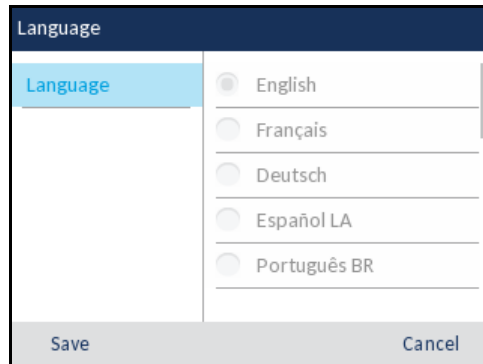 Language
Language
English
Français
Deutsch
Español LA
Português BR
Save Cancel